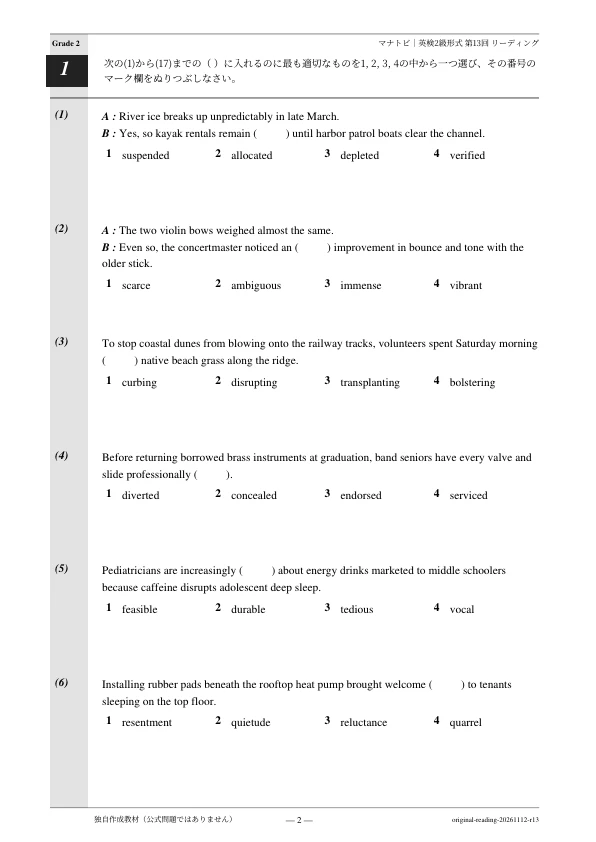 Grade 2
マナトビ｜英検2級形式 第13回 リーディング
1
次の(1)から(17)までの（ ）に入れるのに最も適切なものを1, 2, 3, 4の中から一つ選び、その番号の
マーク欄をぬりつぶしなさい。
(1)
A : River ice breaks up unpredictably in late March.
B : Yes, so kayak rentals remain ( ) until harbor patrol boats clear the channel.
1 suspended 2 allocated 3 depleted 4 verified
(2)
A : The two violin bows weighed almost the same.
B : Even so, the concertmaster noticed an ( ) improvement in bounce and tone with the
older stick.
1 scarce 2 ambiguous 3 immense 4 vibrant
(3)
To stop coastal dunes from blowing onto the railway tracks, volunteers spent Saturday morning
( ) native beach grass along the ridge.
1 curbing 2 disrupting 3 transplanting 4 bolstering
(4)
Before returning borrowed brass instruments at graduation, band seniors have every valve and
slide professionally ( ).
1 diverted 2 concealed 3 endorsed 4 serviced
(5)
Pediatricians are increasingly ( ) about energy drinks marketed to middle schoolers
because caffeine disrupts adolescent deep sleep.
1 feasible 2 durable 3 tedious 4 vocal
(6)
Installing rubber pads beneath the rooftop heat pump brought welcome ( ) to tenants
sleeping on the top floor.
1 resentment 2 quietude 3 reluctance 4 quarrel
独自作成教材（公式問題ではありません）
— 2 —
original-reading-20261112-r13